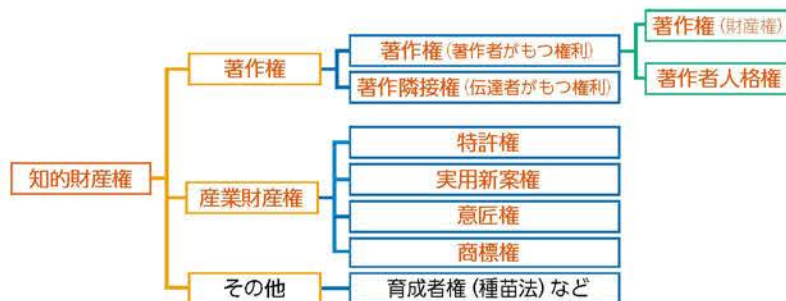 知的財産権
著作権
著作権(著作者がもつ権利)
著作権(財産権)
著作者人格権
著作隣接権(伝達者がもつ権利)
産業財産権
特許権
実用新案権
意匠権
商標権
その他
育成者権(種苗法)など